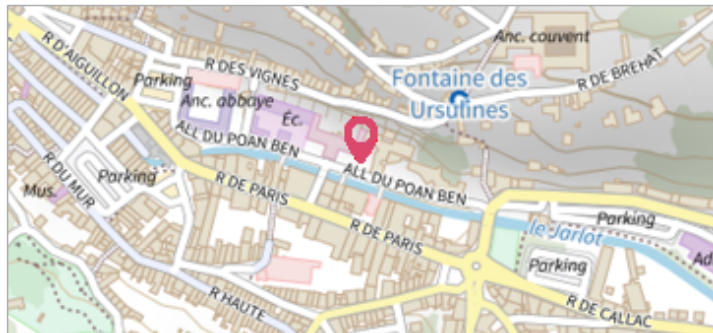 Anc. couvent
R D'AIGUILLON
R DES VIGNES
R DE BREHAT
Parking
Fontaine des
Ursulines
Anc. abbaye
Éc.
ALL DU POAN BEN
ALL DU POAN BEN
R DU MUR
Parking
Mus.
R DE PARIS
R DE PARIS
le Jarlot
Parking
Ad
Parking
R HAUTE
R DE CALLAC